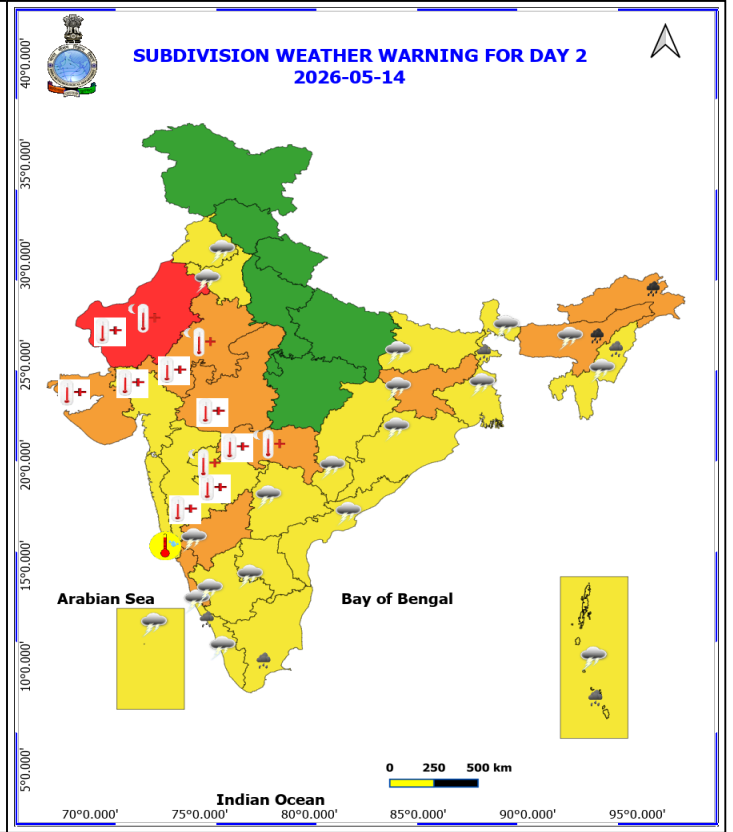 SUBDIVISION WEATHER WARNING FOR DAY 2
2026-05-14
40°0.000'
35°0.000'
30°0.000'
25°0.000'
20°0.000'
15°0.000'
10°0.000'
5°0.000'
Arabian Sea
Bay of Bengal
0 250 500 km
Indian Ocean
70°0.000' 75°0.000' 80°0.000' 85°0.000' 90°0.000' 95°0.000'